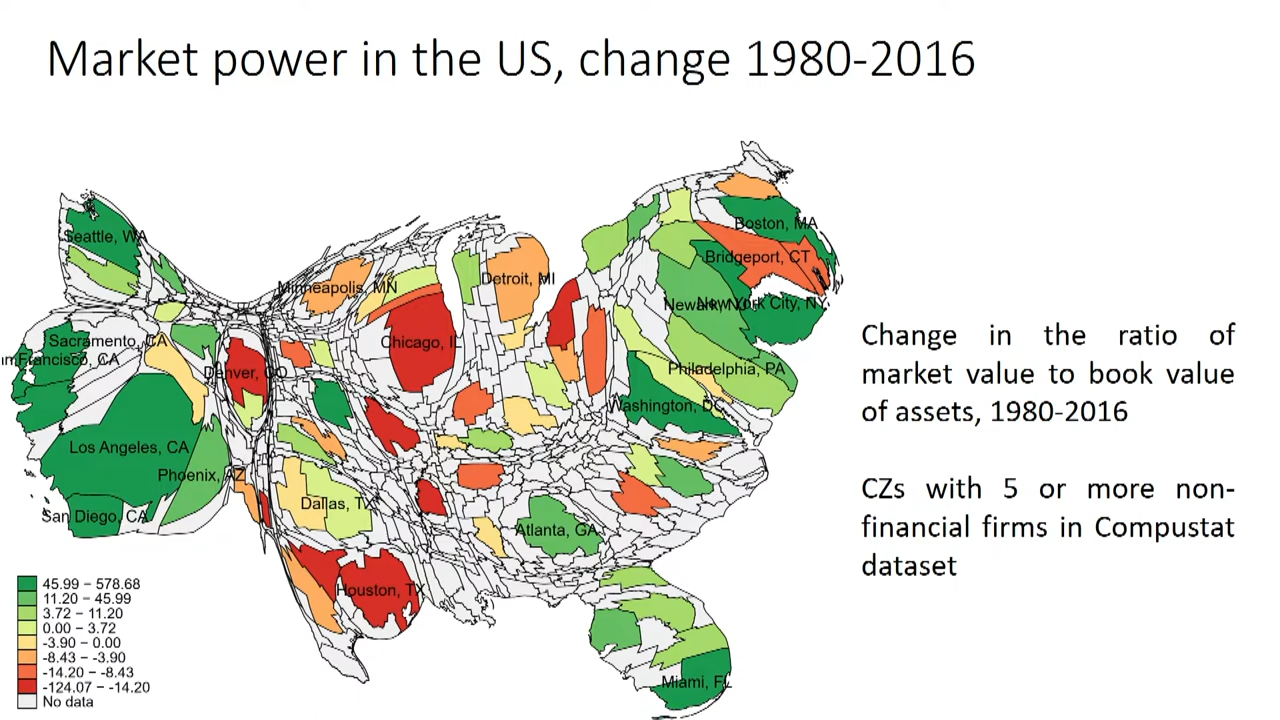 Market power in the US, change 1980-2016
Seattle, WA
Boston, MA
Bridgeport, CT
Detroit, MI
Minneapolis, MN
Newark, NJ
New York City, NY
Sacramento, CA
Chicago, IL
San Francisco, CA
Denver, CO
Philadelphia, PA
Washington, DC
Los Angeles, CA
Phoenix, AZ
Dallas, TX
San Diego, CA
Atlanta, GA
Houston, TX
Miami, FL
Change in the ratio of
market value to book value
of assets, 1980-2016
CZs with 5 or more non-
financial firms in Compustat
dataset
45.99 − 578.68
11.20 − 45.99
3.72 − 11.20
0.00 − 3.72
-3.90 − 0.00
-8.43 − -3.90
-14.20 − -8.43
-124.07 − -14.20
No data